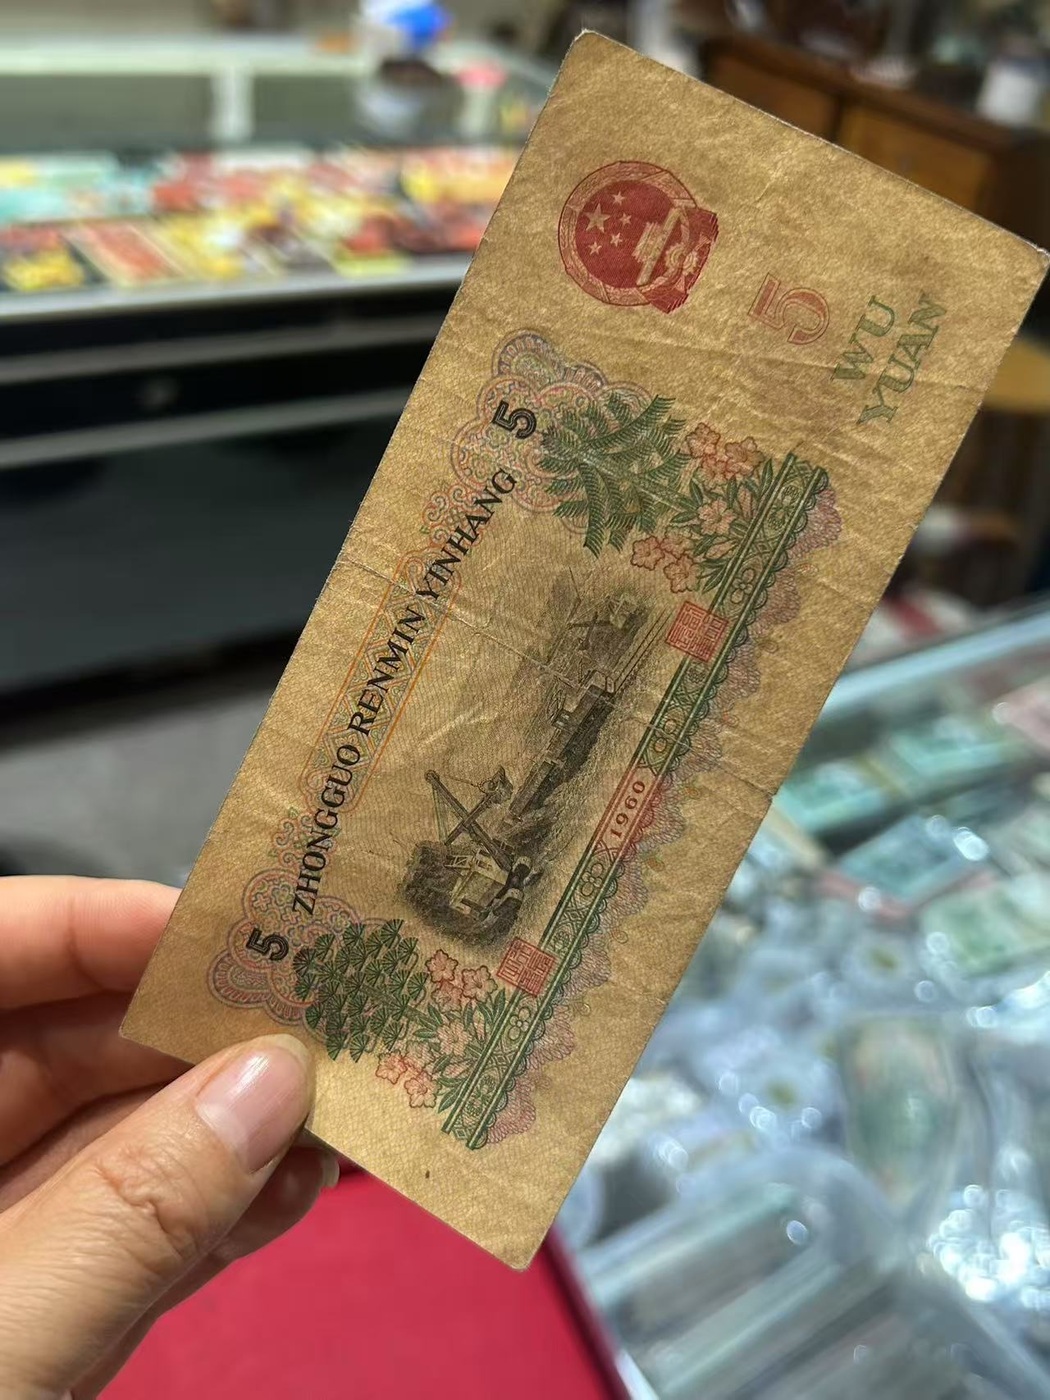 5 ZHONGGUO RENMIN YINHANG 5
5
WU
YUAN
1960